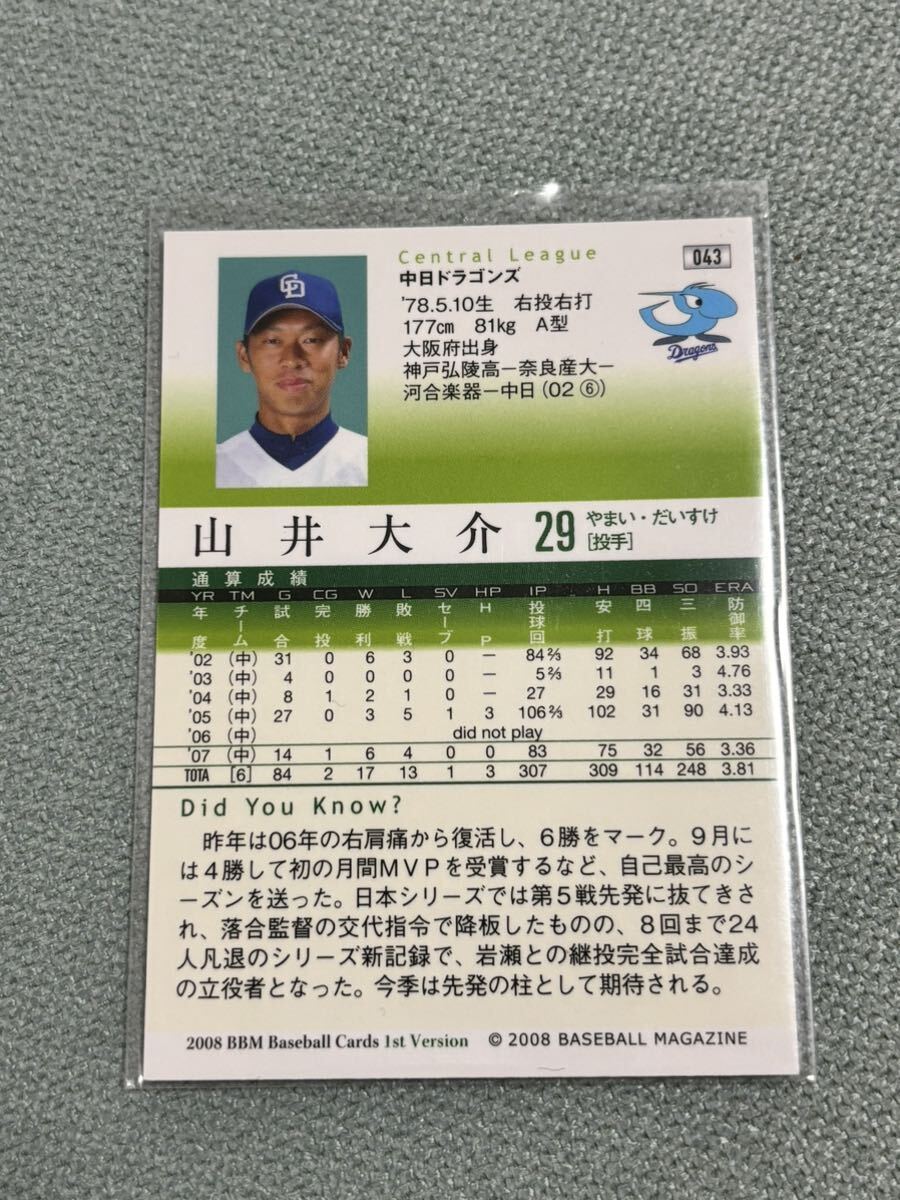 Central League
043
中日ドラゴンズ
'78.5.10生 右投右打
177cm 81kg A型
大阪府出身
神戸弘陵高ー奈良産大ー
河合楽器ー中日(02⑥)
CD
Dragons
山井大介 29 やまい・だいすけ
[投手]
通算成績
YR TM G CG W L SV HP IP H BB SO ERA
年度 チーム 試合 完投 勝利 敗戦 セーブ HP 投球回 安打 四球 三振 防御率
'02 (中) 31 0 6 3 0 － 84⅔ 92 34 68 3.93
'03 (中) 4 0 0 0 0 － 5⅔ 11 1 3 4.76
'04 (中) 8 1 2 1 0 － 27 29 16 31 3.33
'05 (中) 27 0 3 5 1 3 106⅔ 102 31 90 4.13
'06 (中) did not play
'07 (中) 14 1 6 4 0 0 83 75 32 56 3.36
TOTA [6] 84 2 17 13 1 3 307 309 114 248 3.81
Did You Know?
昨年は06年の右肩痛から復活し、6勝をマーク。9月に
は4勝して初の月間MVPを受賞するなど、自己最高のシ
ーズンを送った。日本シリーズでは第5戦先発に抜てきさ
れ、落合監督の交代指令で降板したものの、8回まで24
人凡退のシリーズ新記録で、岩瀬との継投完全試合達成
の立役者となった。今季は先発の柱として期待される。
2008 BBM Baseball Cards 1st Version © 2008 BASEBALL MAGAZINE